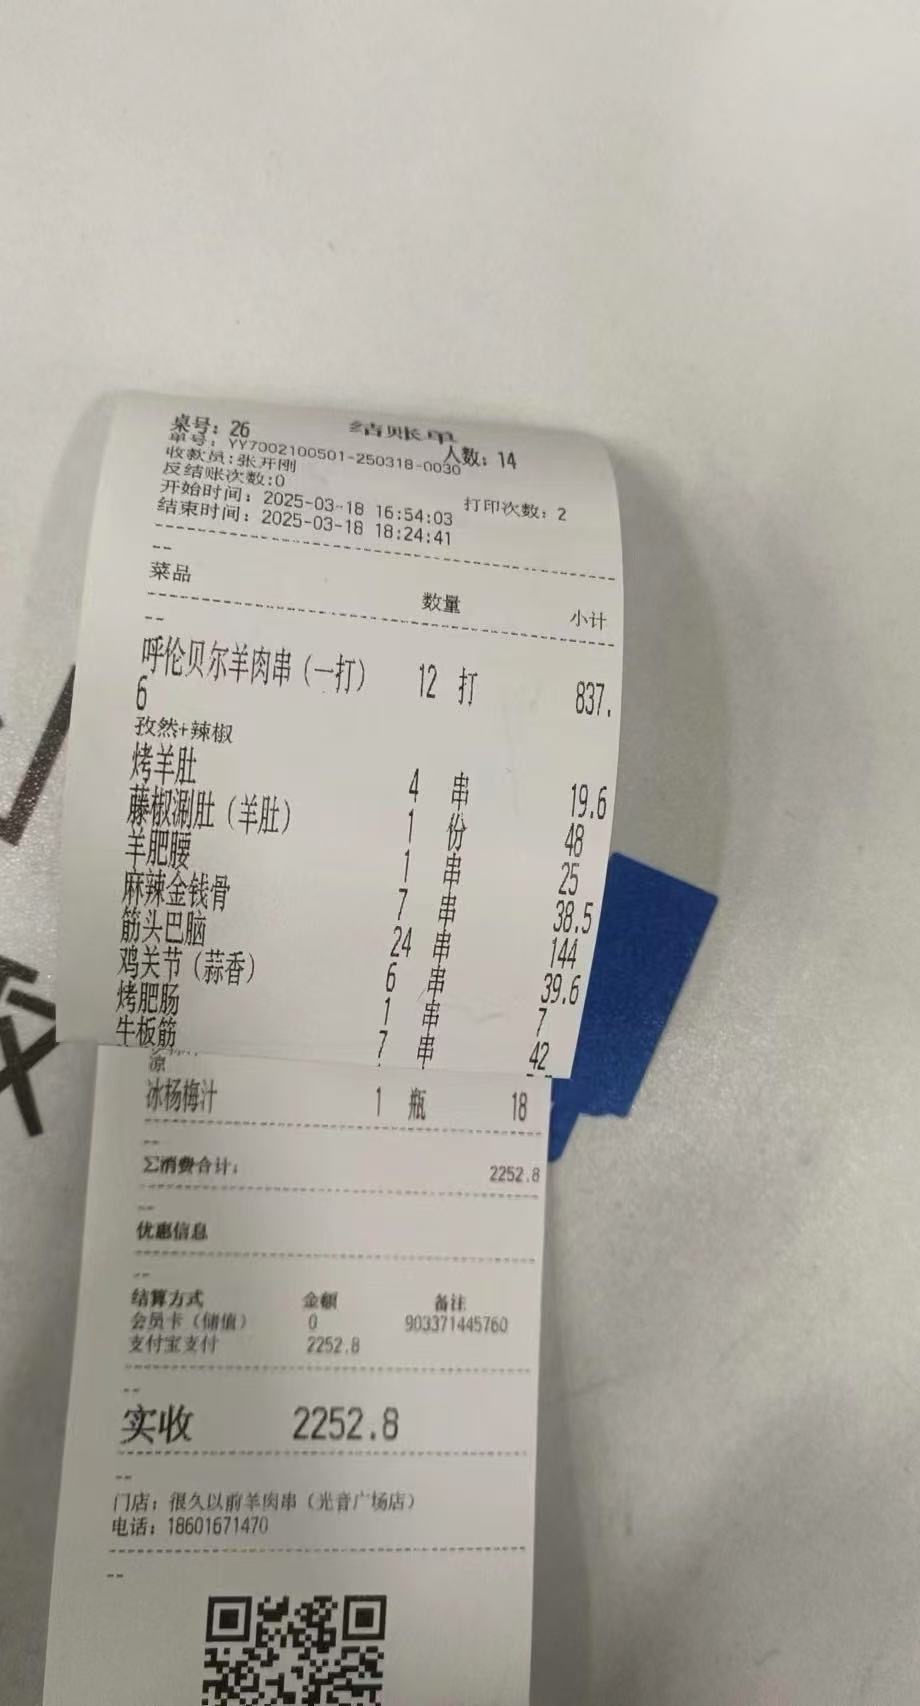 结账单
桌号：26 人数：14
单号：YY7002100501-250318-0030
收款员：张开刚
反结账次数:0 打印次数：2
开始时间：2025-03-18 16:54:03
结束时间：2025-03-18 18:24:41
--
菜品 数量 小计
--
呼伦贝尔羊肉串（一打） 12 打 837.
6
孜然+辣椒
烤羊肚 4 串 19.6
藤椒涮肚（羊肚） 1 份 48
羊肥腰 1 串 25
麻辣金钱骨 7 串 38.5
筋头巴脑 24 串 144
鸡关节（蒜香） 6 串 39.6
烤肥肠 1 串 7
牛板筋 7 串 42
凉
冰杨梅汁 1 瓶 18
--
∑消费合计： 2252.8
--
优惠信息
--
结算方式 金额 备注
会员卡（储值） 0 903371445760
支付宝支付 2252.8
--
实收 2252.8
--
门店：很久以前羊肉串（光音广场店）
电话：18601671470
--